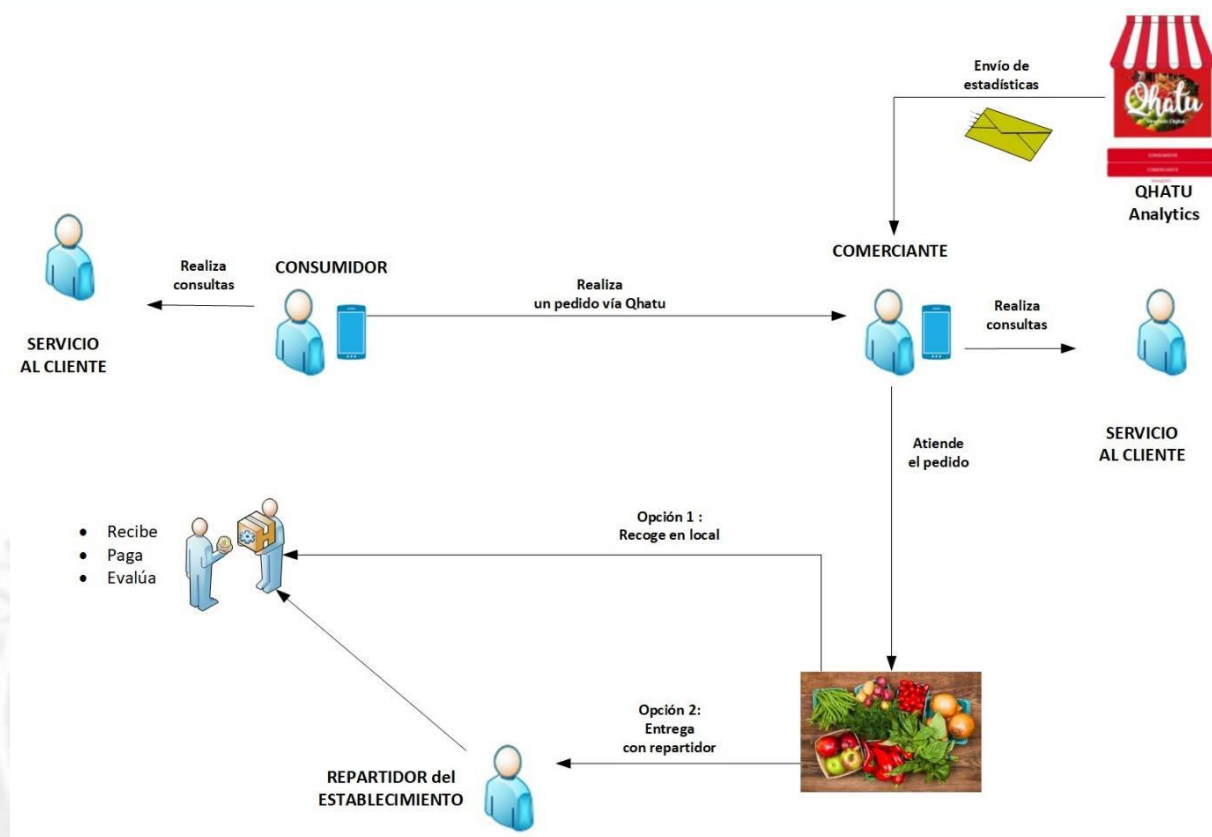 Envío de
estadísticas
Qhatu
QHATU
Analytics
COMERCIANTE
CONSUMIDOR
Realiza
consultas
Realiza
un pedido vía Qhatu
Realiza
consultas
SERVICIO
AL CLIENTE
SERVICIO
AL CLIENTE
Atiende
el pedido
Opción 1 :
Recoge en local
• Recibe
• Paga
• Evalúa
Opción 2:
Entrega
con repartidor
REPARTIDOR del
ESTABLECIMIENTO